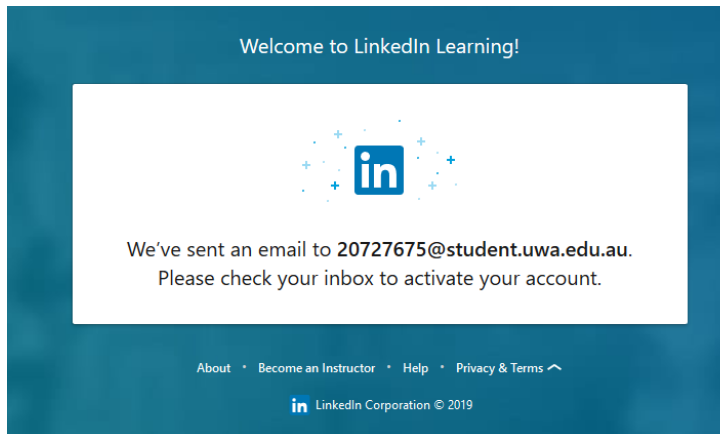 Welcome to LinkedIn Learning!
in
We've sent an email to 20727675@student.uwa.edu.au.
Please check your inbox to activate your account.
About • Become an Instructor • Help • Privacy & Terms
in LinkedIn Corporation © 2019